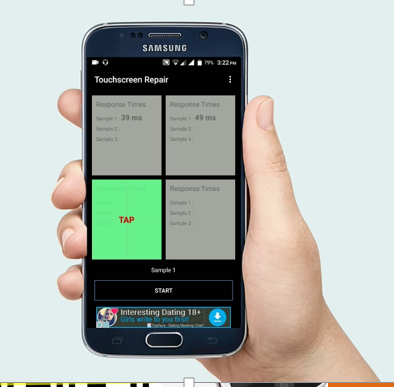 SAMSUNG
79% 3:22 PM
Touchscreen Repair
Response Times
Sample 1 : 39 ms
Sample 2 :
Sample 3 :
Response Times
Sample 1 : 49 ms
Sample 2 :
Sample 3 :
TAP
Response Times
Sample 1 :
Sample 2 :
Sample 3 :
Sample 1
START
Interesting Dating 18+
Girls write to you first!